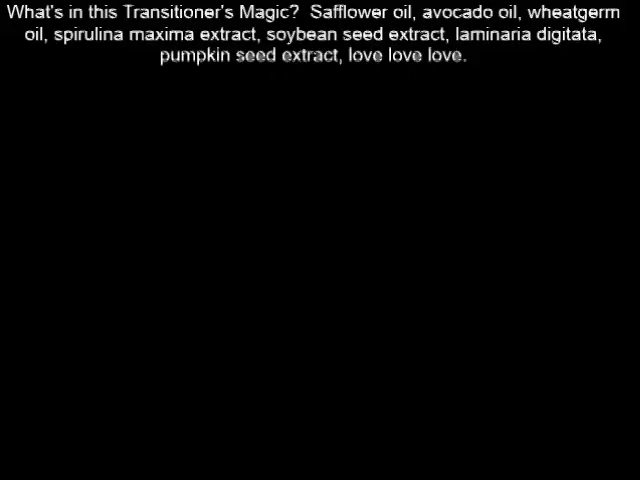 What's in this Transitioner's Magic?  Safflower oil, avocado oil, wheatgerm
oil, spirulina maxima extract, soybean seed extract, laminaria digitata,
pumpkin seed extract, love love love.